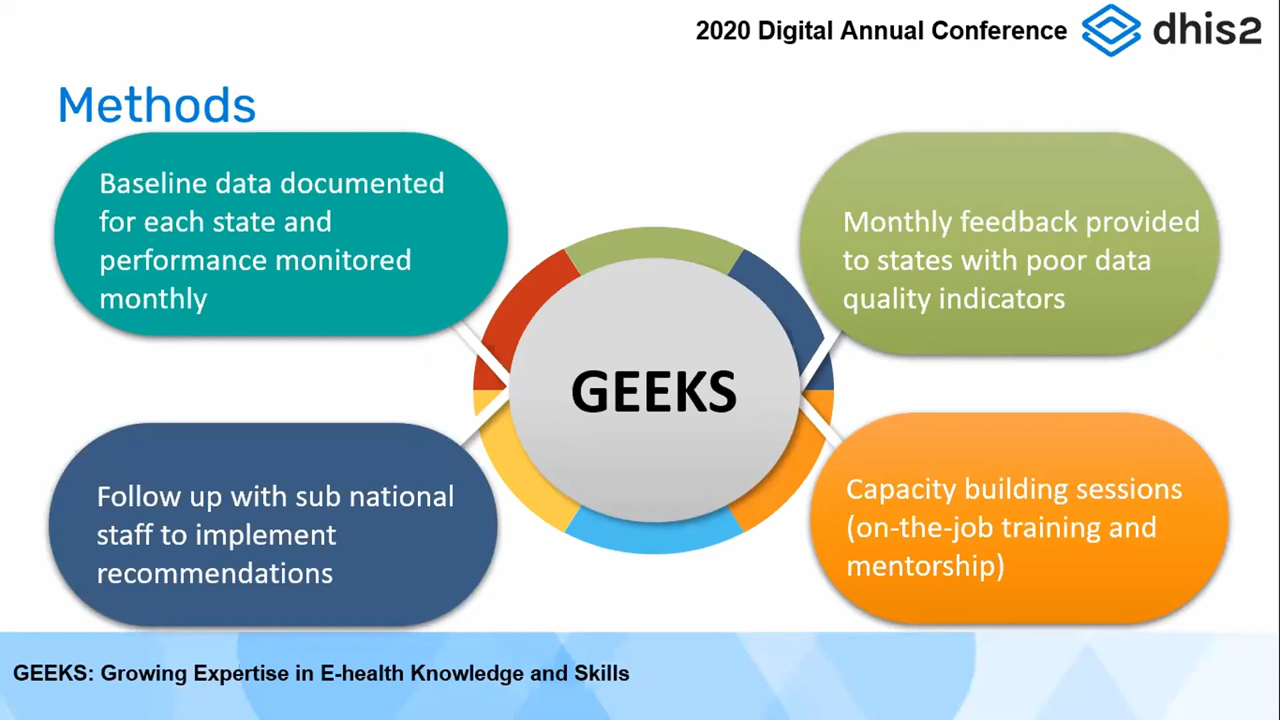 2020 Digital Annual Conference
dhis2
Methods
Baseline data documented
for each state and
performance monitored
monthly
Monthly feedback provided
to states with poor data
quality indicators
GEEKS
Follow up with sub national
staff to implement
recommendations
Capacity building sessions
(on-the-job training and
mentorship)
GEEKS: Growing Expertise in E-health Knowledge and Skills